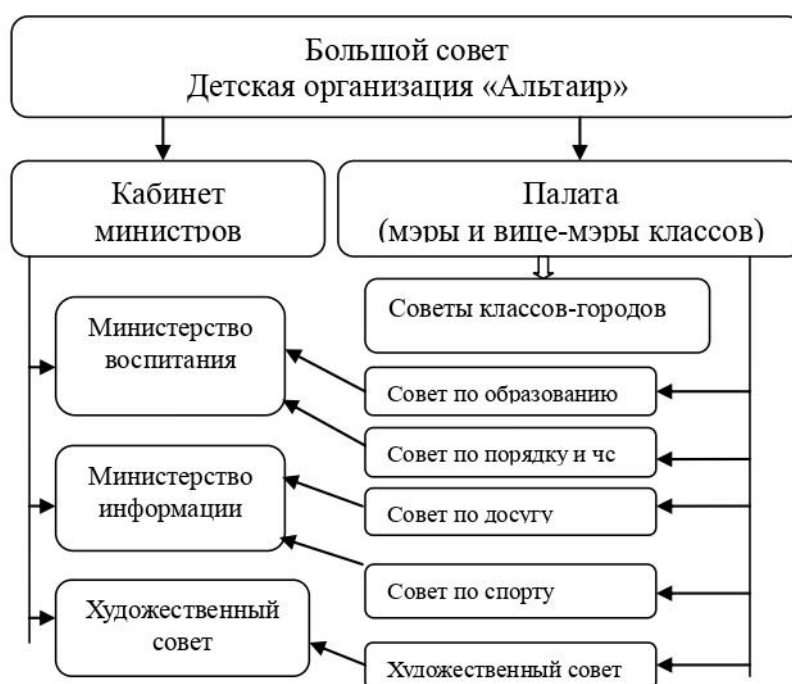 Большой совет
Детская организация «Альтаир»
Кабинет
министров
Палата
(мэры и вице-мэры классов)
Советы классов-городов
Министерство
воспитания
Совет по образованию
Совет по порядку и чс
Министерство
информации
Совет по досугу
Совет по спорту
Художественный
совет
Художественный совет